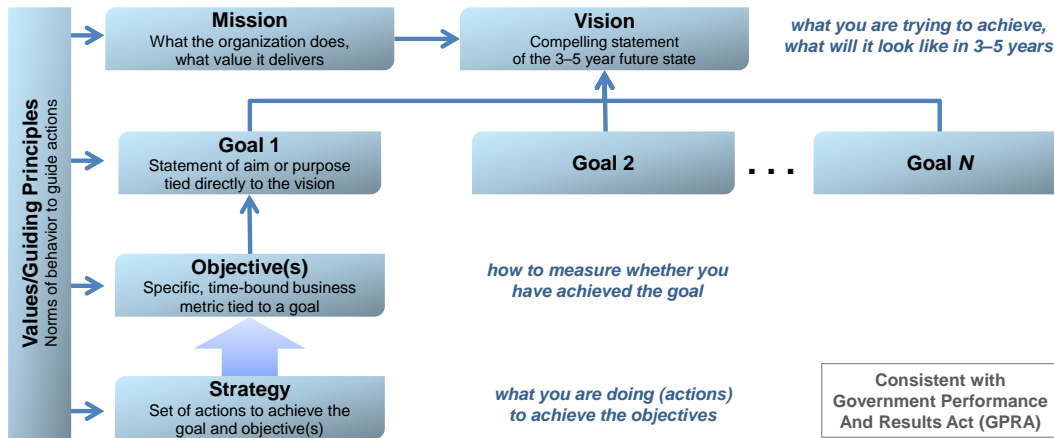 Values/Guiding Principles
Norms of behavior to guide actions
Mission
What the organization does,
what value it delivers
Vision
Compelling statement
of the 3–5 year future state
what you are trying to achieve,
what will it look like in 3–5 years
Goal 1
Statement of aim or purpose
tied directly to the vision
Goal 2
. . .
Goal N
Objective(s)
Specific, time-bound business
metric tied to a goal
how to measure whether you
have achieved the goal
Strategy
Set of actions to achieve the
goal and objective(s)
what you are doing (actions)
to achieve the objectives
Consistent with
Government Performance
And Results Act (GPRA)